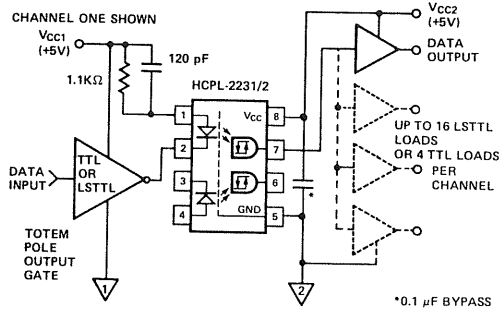 CHANNEL ONE SHOWN
VCC1
(+5V)
120 pF
1.1KΩ
HCPL-2231/2
VCC2
(+5V)
DATA
OUTPUT
1
VCC
8
UP TO 16 LSTTL
LOADS
OR 4 TTL LOADS
PER
CHANNEL
DATA
INPUT
TTL
OR
LSTTL
2
7
3
6
4
GND
5
*
TOTEM
POLE
OUTPUT
GATE
1
2
*0.1 μF BYPASS